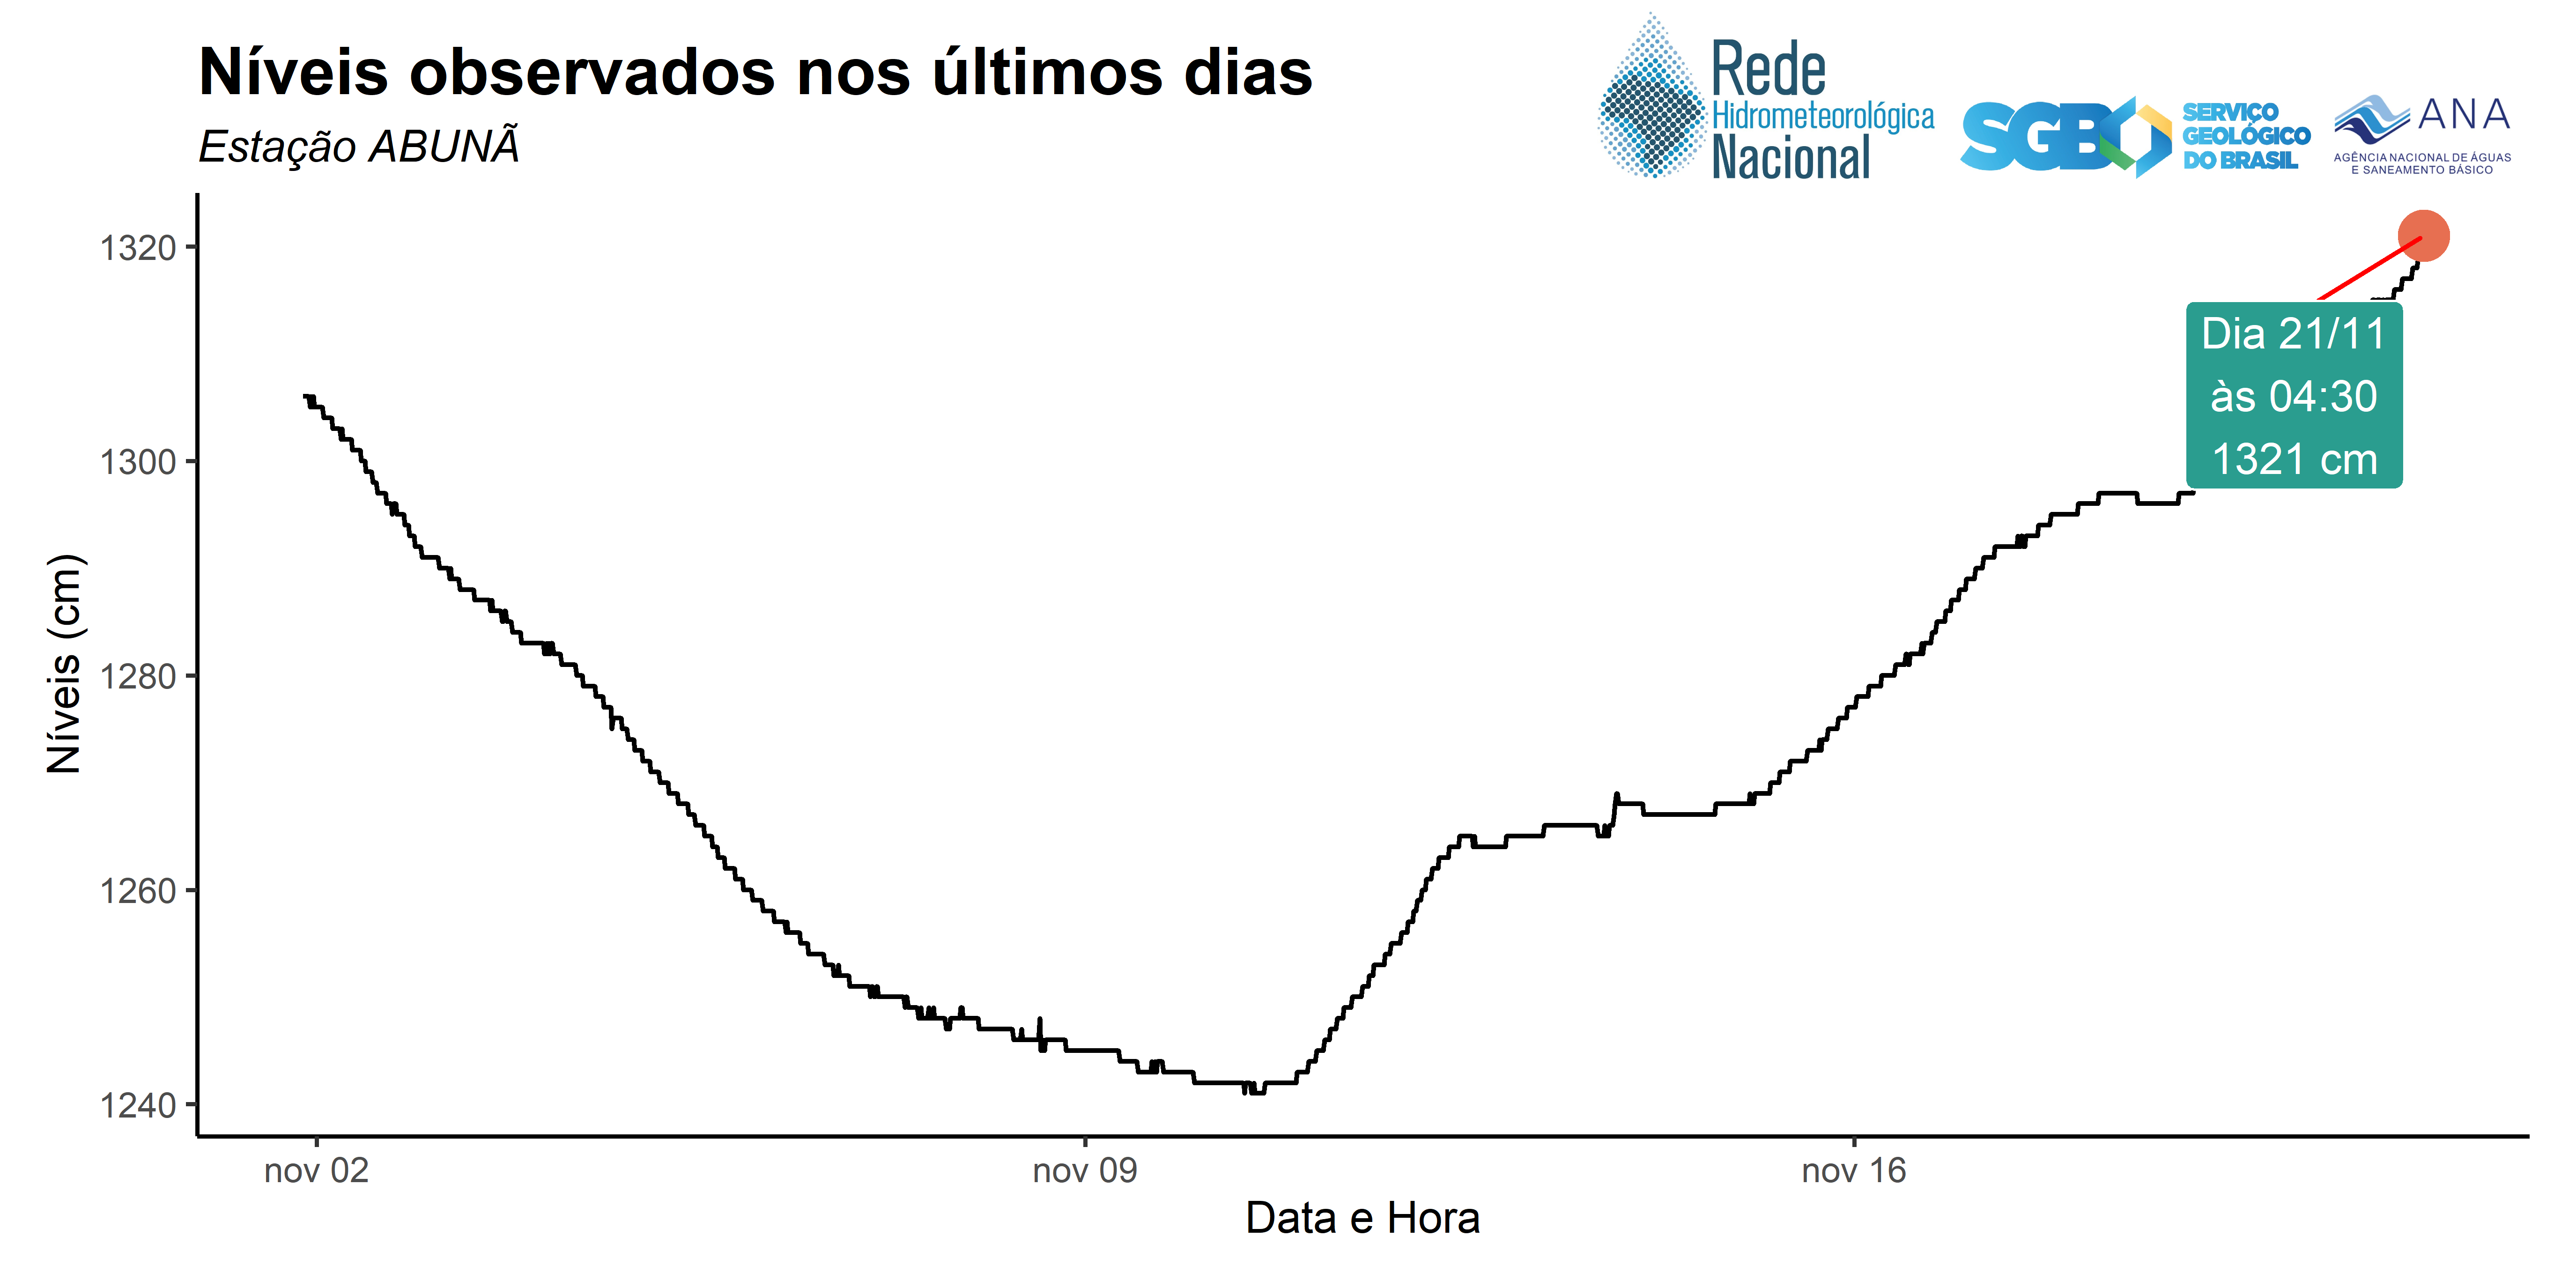 Níveis observados nos últimos dias
Estação ABUNÃ
Rede
Hidrometeorológica
Nacional
SGB
SERVIÇO
GEOLÓGICO
DO BRASIL
ANA
AGÊNCIA NACIONAL DE ÁGUAS
E SANEAMENTO BÁSICO
1320
1300
1280
1260
1240
Níveis (cm)
Dia 21/11
às 04:30
1321 cm
nov 02
nov 09
nov 16
Data e Hora